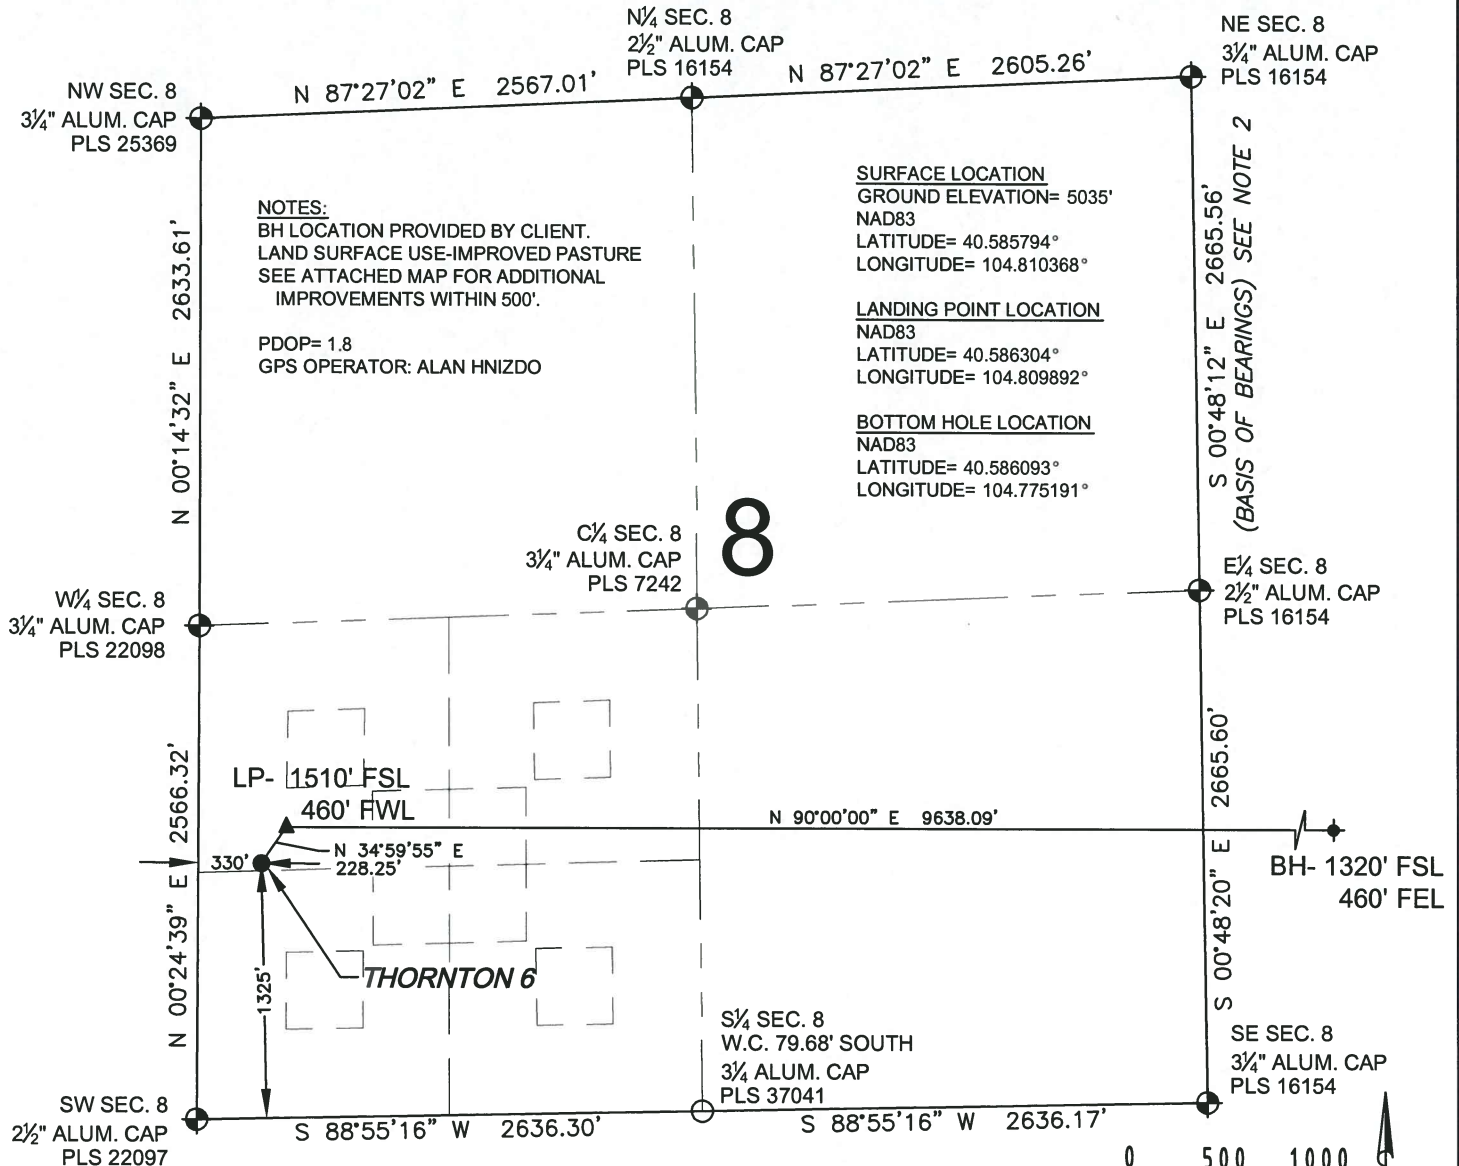 N¼ SEC. 8
2½" ALUM. CAP
PLS 16154
NE SEC. 8
3¼" ALUM. CAP
PLS 16154
NW SEC. 8
3¼" ALUM. CAP
PLS 25369
N 87°27'02" E 2567.01'
N 87°27'02" E 2605.26'
NOTES:
BH LOCATION PROVIDED BY CLIENT.
LAND SURFACE USE-IMPROVED PASTURE
SEE ATTACHED MAP FOR ADDITIONAL
IMPROVEMENTS WITHIN 500'.
PDOP= 1.8
GPS OPERATOR: ALAN HNIZDO
SURFACE LOCATION
GROUND ELEVATION= 5035'
NAD83
LATITUDE= 40.585794°
LONGITUDE= 104.810368°
LANDING POINT LOCATION
NAD83
LATITUDE= 40.586304°
LONGITUDE= 104.809892°
BOTTOM HOLE LOCATION
NAD83
LATITUDE= 40.586093°
LONGITUDE= 104.775191°
N 00°14'32" E 2633.61'
S 00°48'12" E 2665.56'
(BASIS OF BEARINGS) SEE NOTE 2
C¼ SEC. 8
3¼" ALUM. CAP
PLS 7242
8
W¼ SEC. 8
3¼" ALUM. CAP
PLS 22098
E¼ SEC. 8
2½" ALUM. CAP
PLS 16154
LP- 1510' FSL
460' FWL
N 90°00'00" E 9638.09'
N 34°59'55" E
228.25'
330'
BH- 1320' FSL
460' FEL
N 00°24'39" E 2566.32'
1325'
THORNTON 6
S 00°48'20" E 2665.60'
S¼ SEC. 8
W.C. 79.68' SOUTH
3¼ ALUM. CAP
PLS 37041
SE SEC. 8
3¼" ALUM. CAP
PLS 16154
SW SEC. 8
2½" ALUM. CAP
PLS 22097
S 88°55'16" W 2636.30'
S 88°55'16" W 2636.17'
0 500 1000